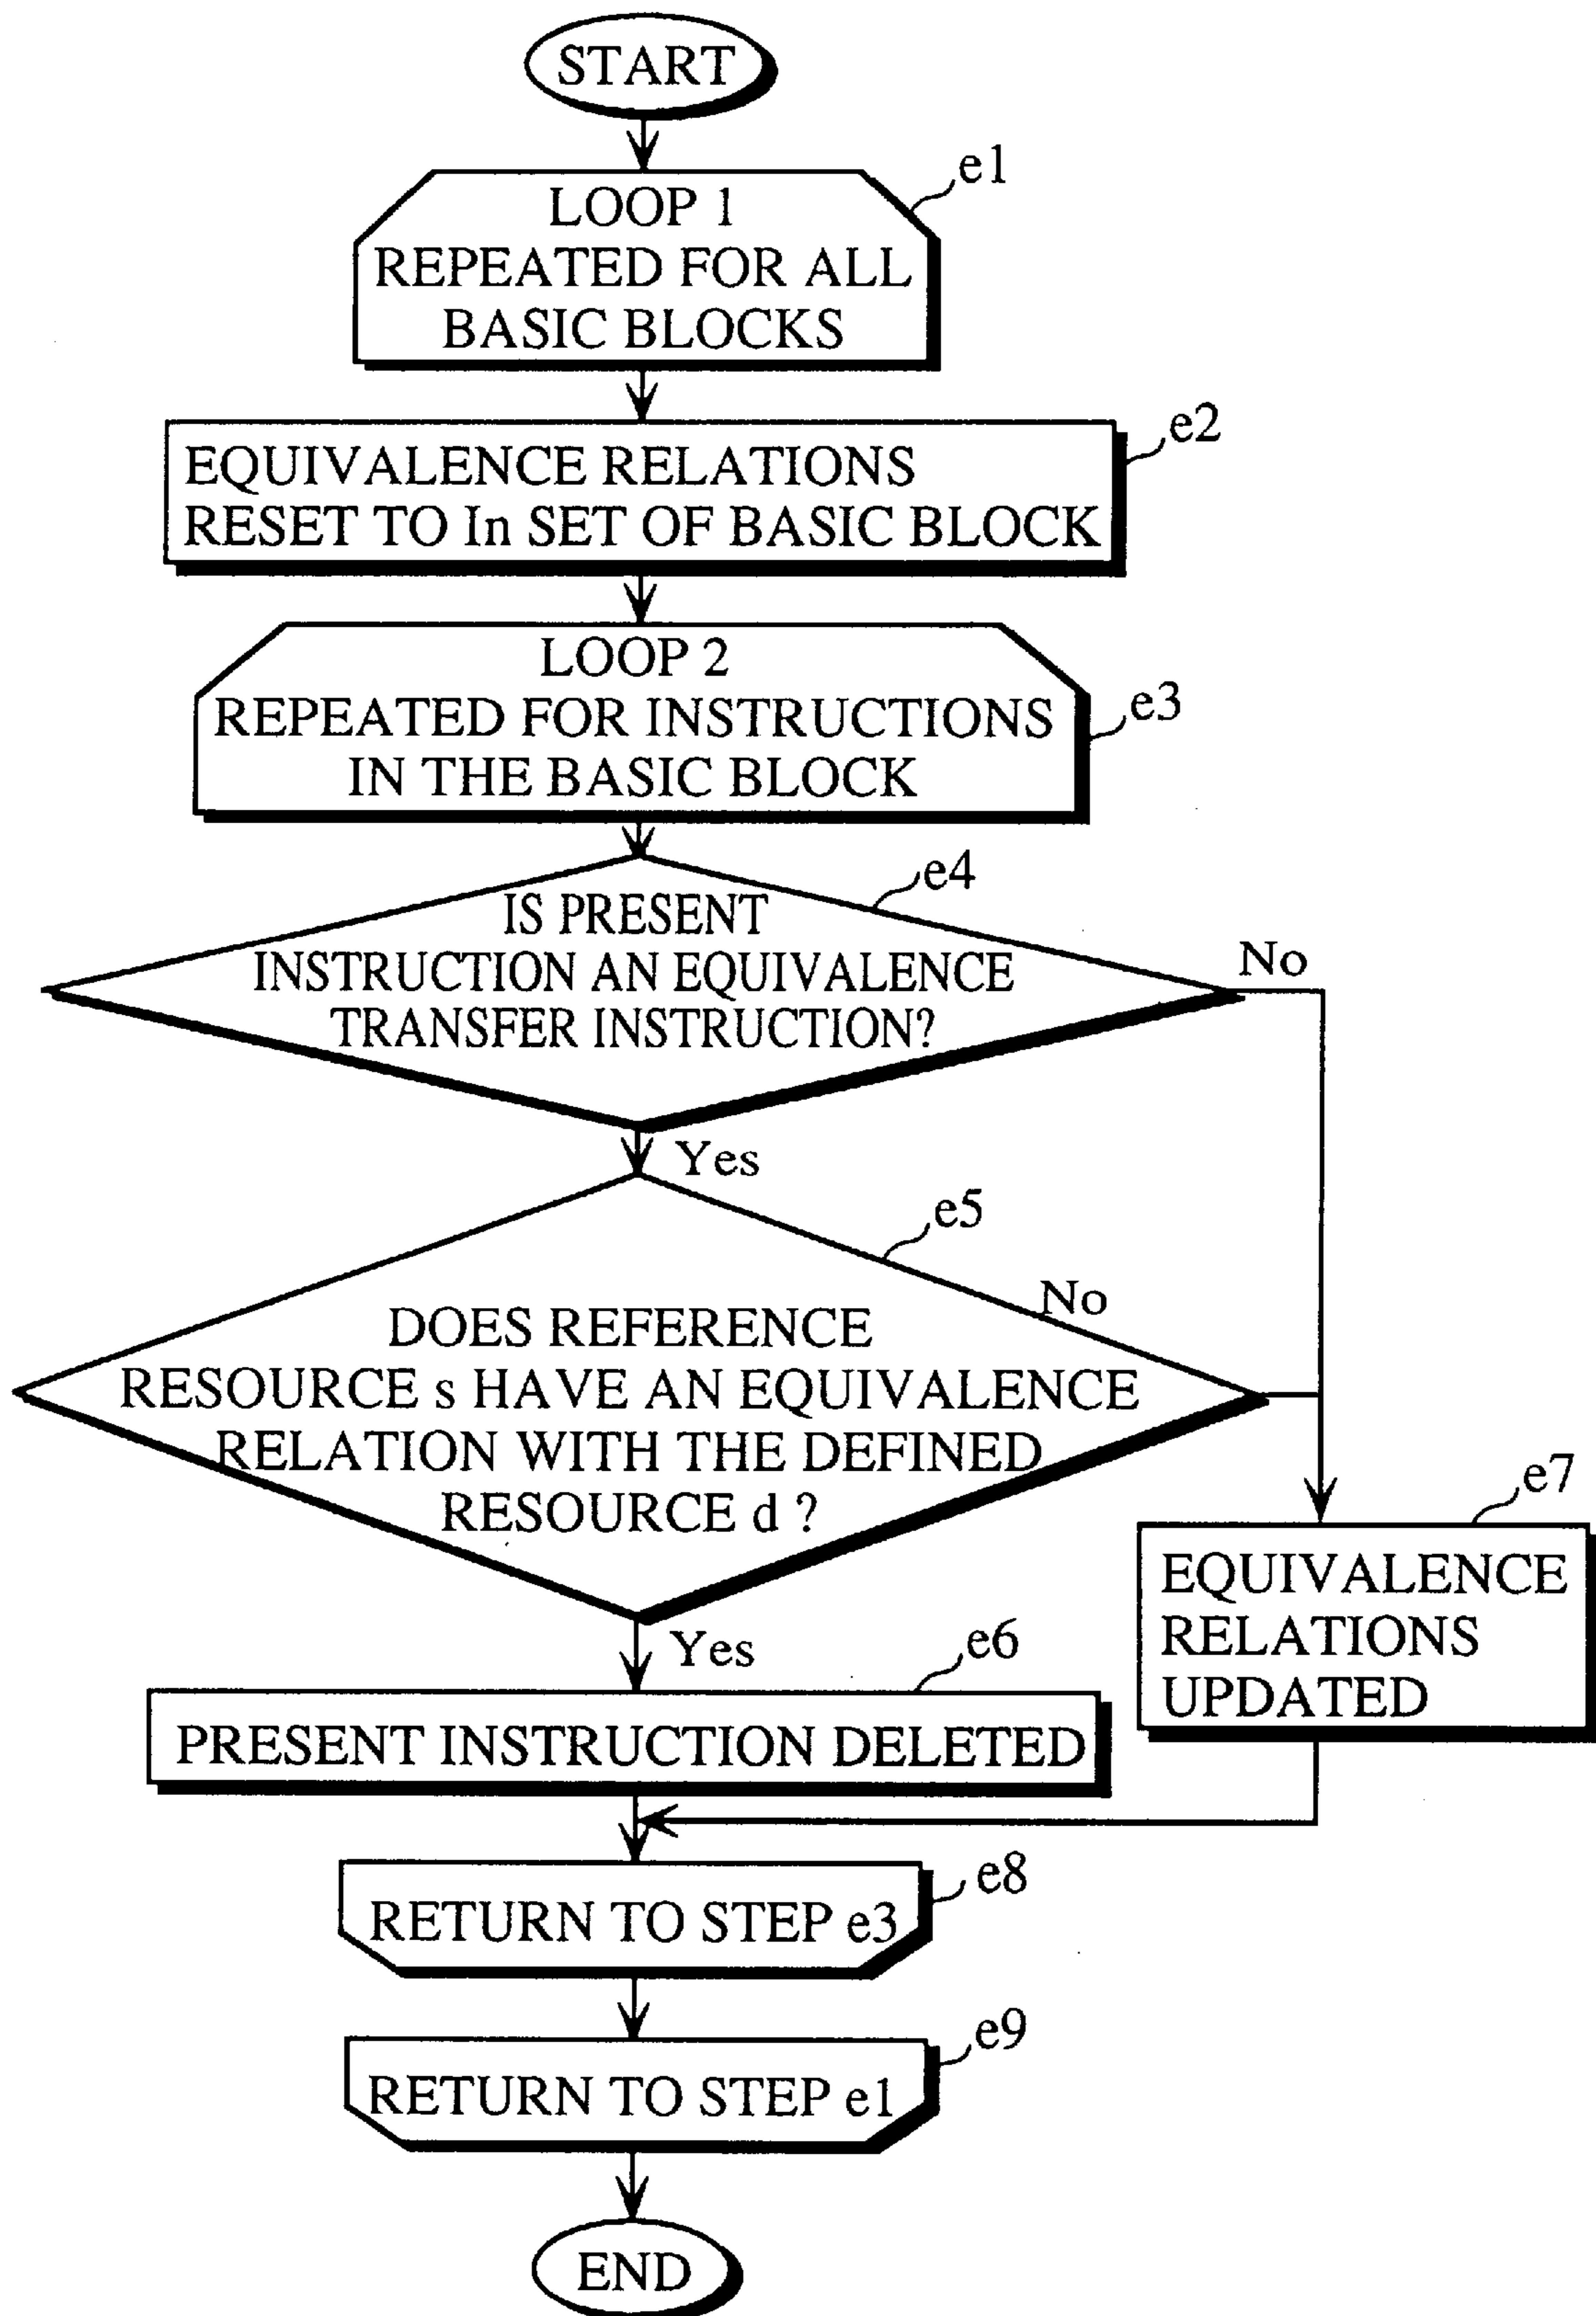 START
e1
LOOP 1
REPEATED FOR ALL
BASIC BLOCKS
e2
EQUIVALENCE RELATIONS
RESET TO In SET OF BASIC BLOCK
LOOP 2
e3
REPEATED FOR INSTRUCTIONS
IN THE BASIC BLOCK
e4
IS PRESENT
INSTRUCTION AN EQUIVALENCE
TRANSFER INSTRUCTION?
No
Yes
e5
No
DOES REFERENCE
RESOURCE s HAVE AN EQUIVALENCE
RELATION WITH THE DEFINED
RESOURCE d ?
e7
EQUIVALENCE
RELATIONS
UPDATED
Yes
e6
PRESENT INSTRUCTION DELETED
e8
RETURN TO STEP e3
e9
RETURN TO STEP e1
END